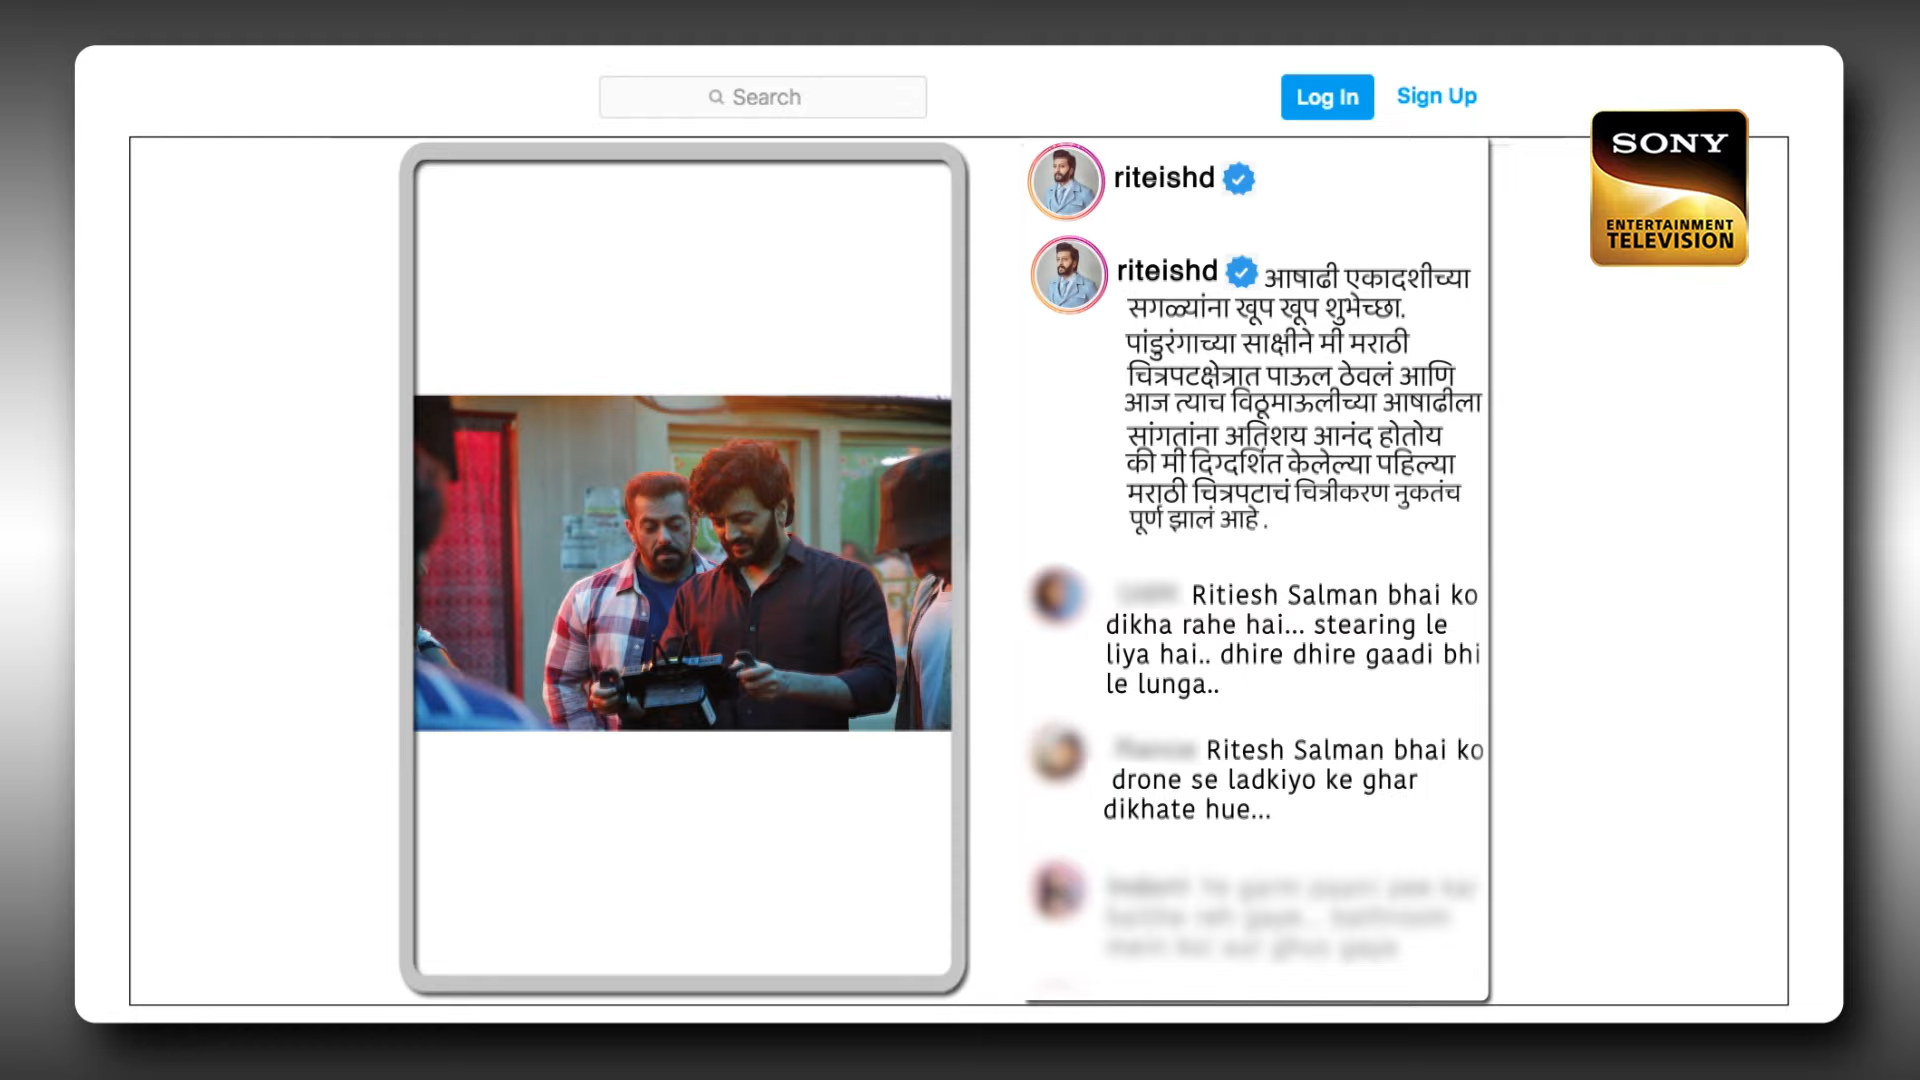 Search
Log In
Sign Up
SONY
ENTERTAINMENT
TELEVISION
riteishd
riteishd आषाढी एकादशीच्या
सगळ्यांना खूप खूप शुभेच्छा.
पांडुरंगाच्या साक्षीने मी मराठी
चित्रपटक्षेत्रात पाऊल ठेवलं आणि
आज त्याच विठूमाऊलीच्या आषाढीला
सांगतांना अतिशय आनंद होतोय
की मी दिग्दर्शित केलेल्या पहिल्या
मराठी चित्रपटाचं चित्रीकरण नुकतंच
पूर्ण झालं आहे .
Ritiesh Salman bhai ko
dikha rahe hai... stearing le
liya hai.. dhire dhire gaadi bhi
le lunga..
Ritesh Salman bhai ko
drone se ladkiyo ke ghar
dikhate hue...